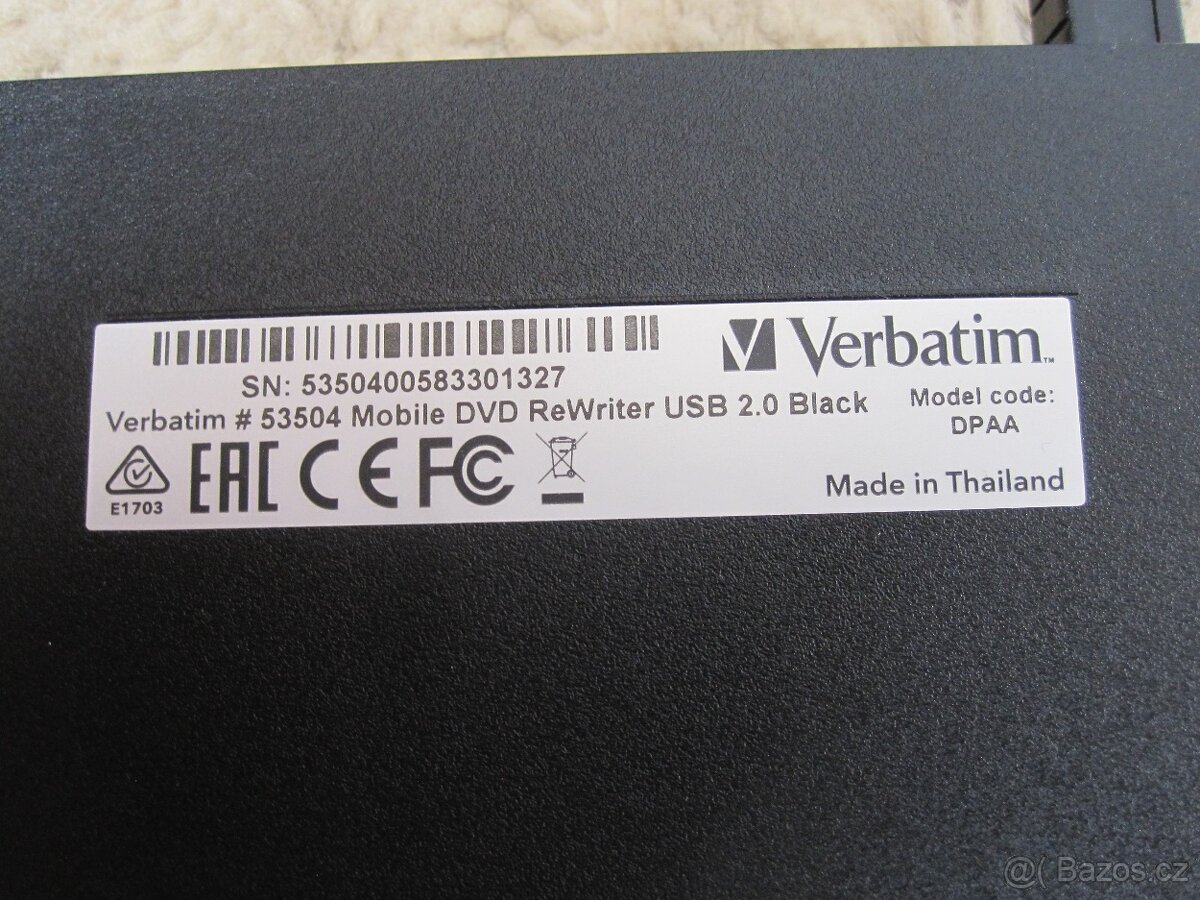 Verbatim™
SN: 5350400583301327
Verbatim # 53504 Mobile DVD ReWriter USB 2.0 Black
Model code:
DPAA
E1703
EAC CE FC
Made in Thailand
@( Bazos.cz